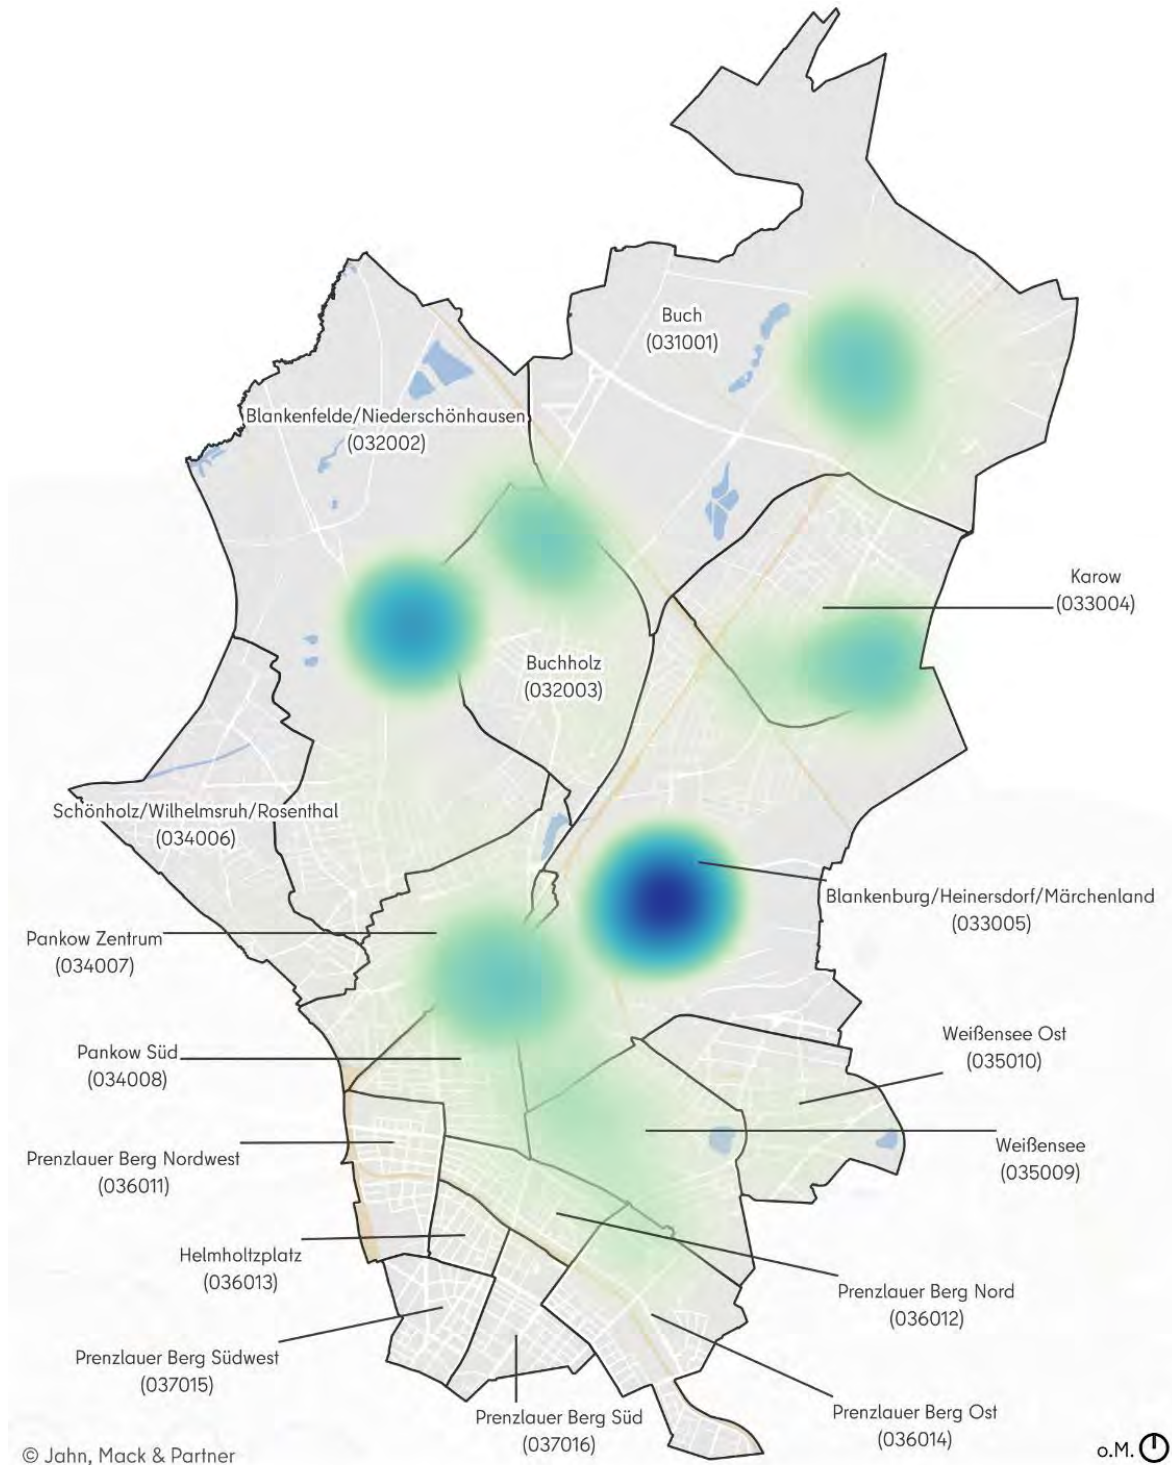 Buch
(031001)
Blankenfelde/Niederschönhausen
(032002)
Karow
(033004)
Buchholz
(032003)
Schönholz/Wilhelmsruh/Rosenthal
(034006)
Blankenburg/Heinersdorf/Märchenland
(033005)
Pankow Zentrum
(034007)
Weißensee Ost
(035010)
Pankow Süd
(034008)
Weißensee
(035009)
Prenzlauer Berg Nordwest
(036011)
Helmholtzplatz
(036013)
Prenzlauer Berg Nord
(036012)
Prenzlauer Berg Südwest
(037015)
Prenzlauer Berg Süd
(037016)
Prenzlauer Berg Ost
(036014)
© Jahn, Mack & Partner
o.M.